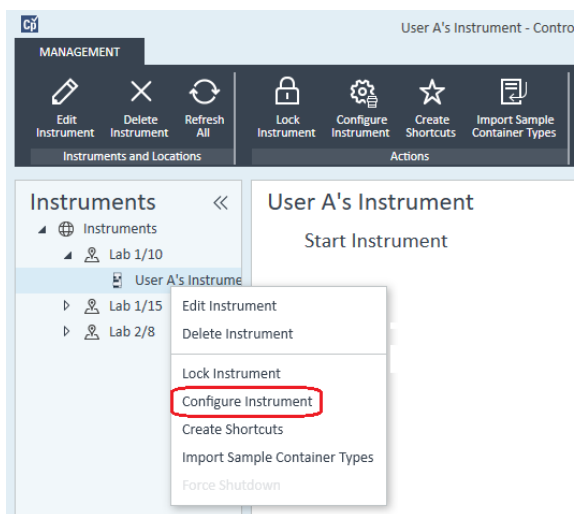 Cp
User A's Instrument - Contro
MANAGEMENT
Edit Instrument
Delete Instrument
Refresh All
Lock Instrument
Configure Instrument
Create Shortcuts
Import Sample Container Types
Instruments and Locations
Actions
Instruments
Instruments
Lab 1/10
User A's Instrume
Lab 1/15
Lab 2/8
User A's Instrument
Start Instrument
Edit Instrument
Delete Instrument
Lock Instrument
Configure Instrument
Create Shortcuts
Import Sample Container Types
Force Shutdown